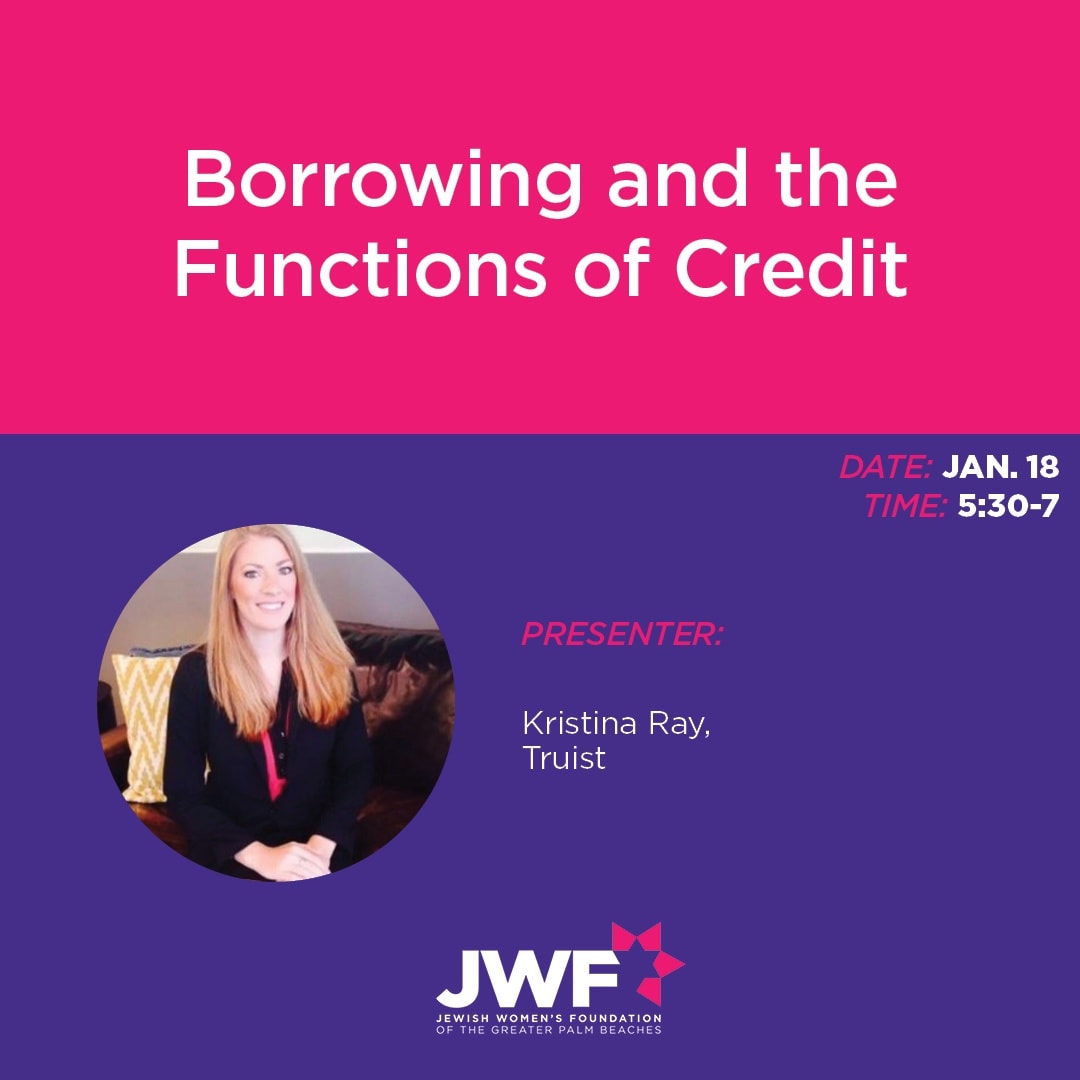 Borrowing and the
Functions of Credit
DATE: JAN. 18
TIME: 5:30-7
PRESENTER:
Kristina Ray,
Truist
JWF
JEWISH WOMEN'S FOUNDATION
OF THE GREATER PALM BEACHES